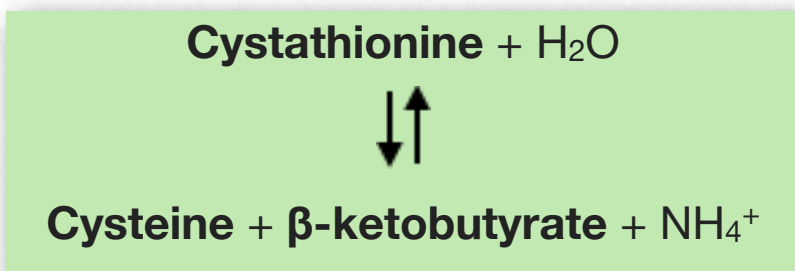 Cystathionine + H₂O
Cysteine + β-ketobutyrate + NH₄⁺